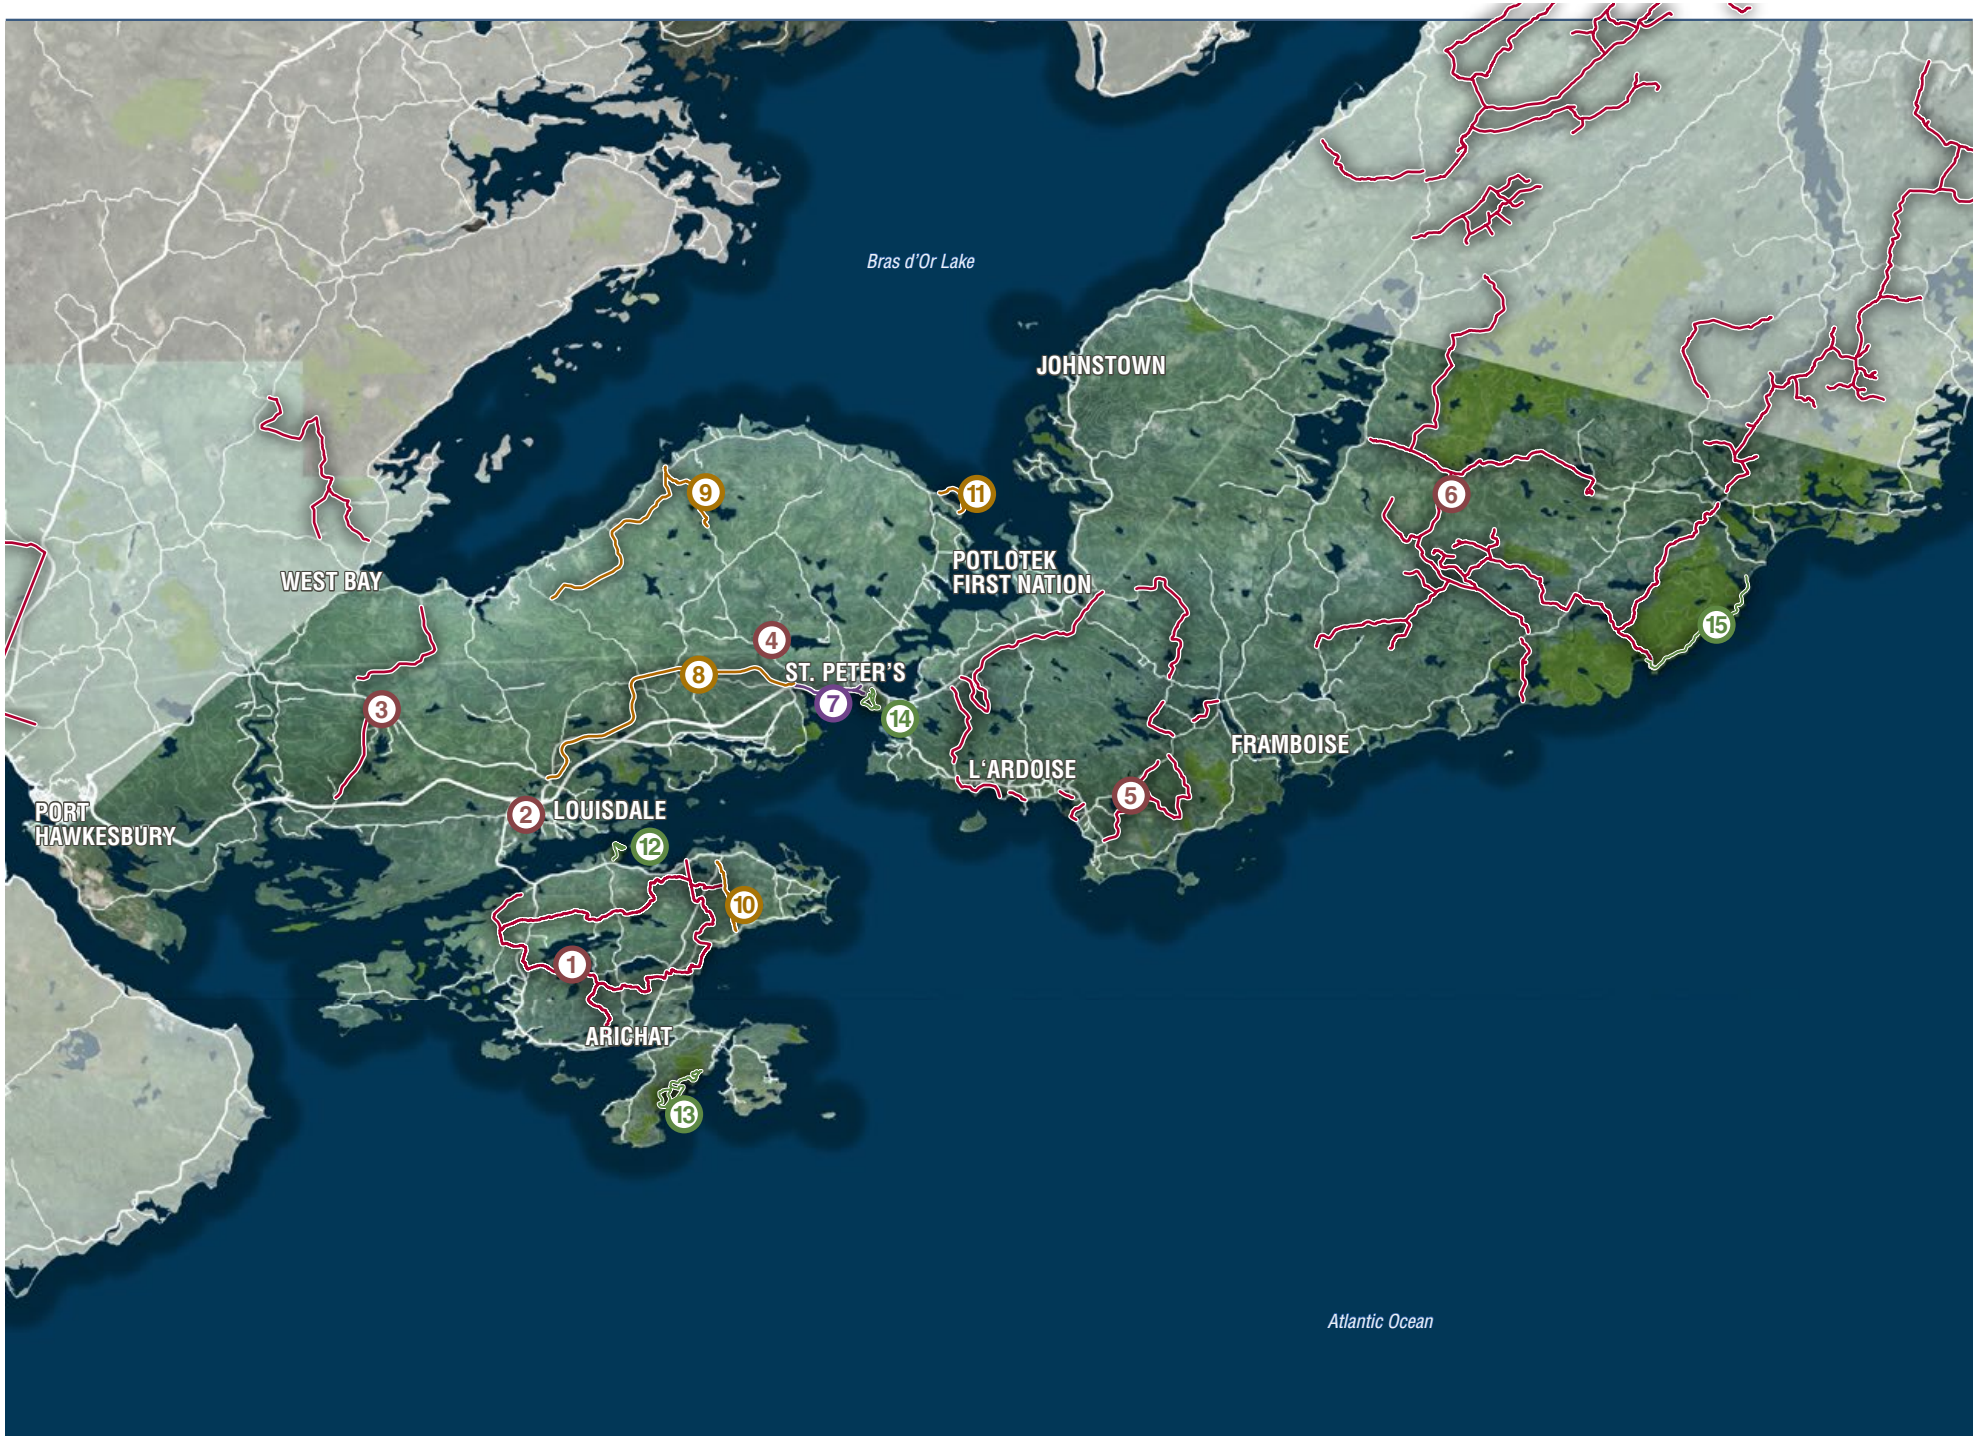 Bras d'Or Lake
JOHNSTOWN
9
11
6
POTLOTEK
FIRST NATION
WEST BAY
15
4
ST. PETER'S
8
7
14
3
FRAMBOISE
L'ARDOISE
5
PORT
HAWKESBURY
2
LOUISDALE
12
10
1
ARICHAT
13
Atlantic Ocean